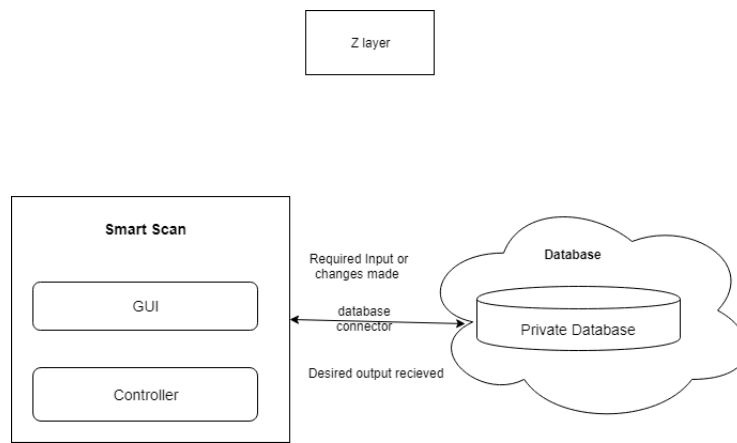 Z layer
Smart Scan
GUI
Controller
Required Input or
changes made
database
connector
Desired output recieved
Database
Private Database